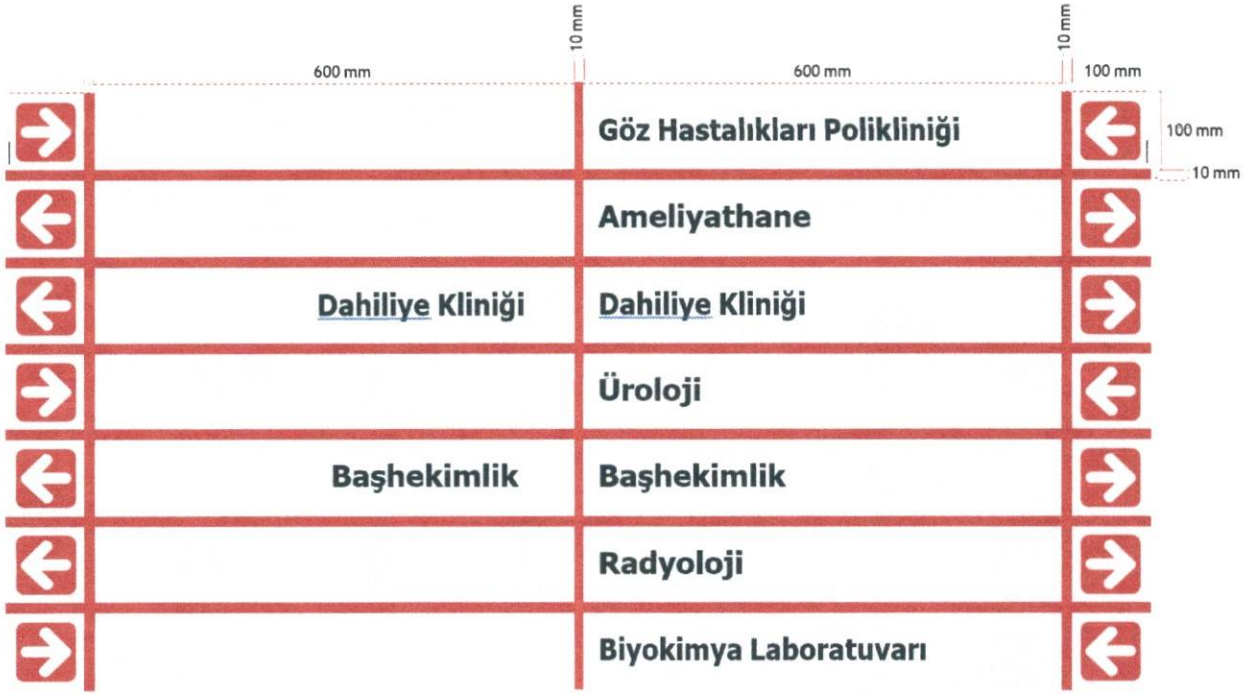 10 mm
10 mm
600 mm
600 mm
100 mm
Göz Hastalıkları Polikliniği
100 mm
10 mm
Ameliyathane
Dahiliye Kliniği
Dahiliye Kliniği
Üroloji
Başhekimlik
Başhekimlik
Radyoloji
Biyokimya Laboratuvarı